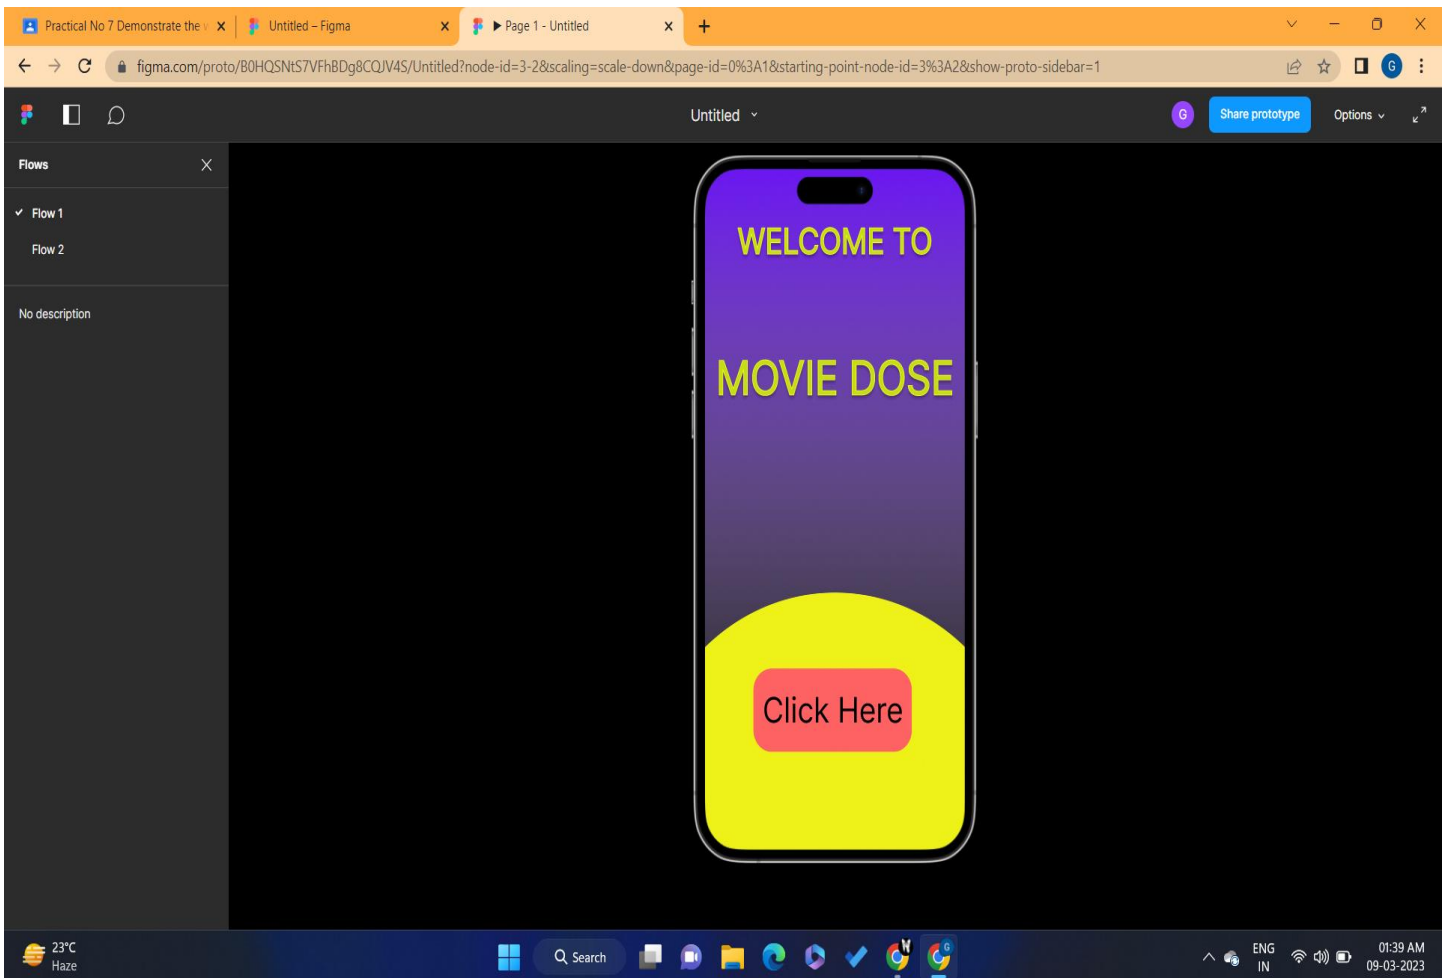 Practical No 7 Demonstrate the
Untitled – Figma
Page 1 - Untitled
figma.com/proto/B0HQSNtS7VFhBDg8CQJV4S/Untitled?node-id=3-2&scaling=scale-down&page-id=0%3A1&starting-point-node-id=3%3A2&show-proto-sidebar=1
G
Untitled
G
Share prototype
Options
Flows
Flow 1
Flow 2
No description
WELCOME TO
MOVIE DOSE
Click Here
23°C
Haze
Search
ENG
IN
01:39 AM
09-03-2023